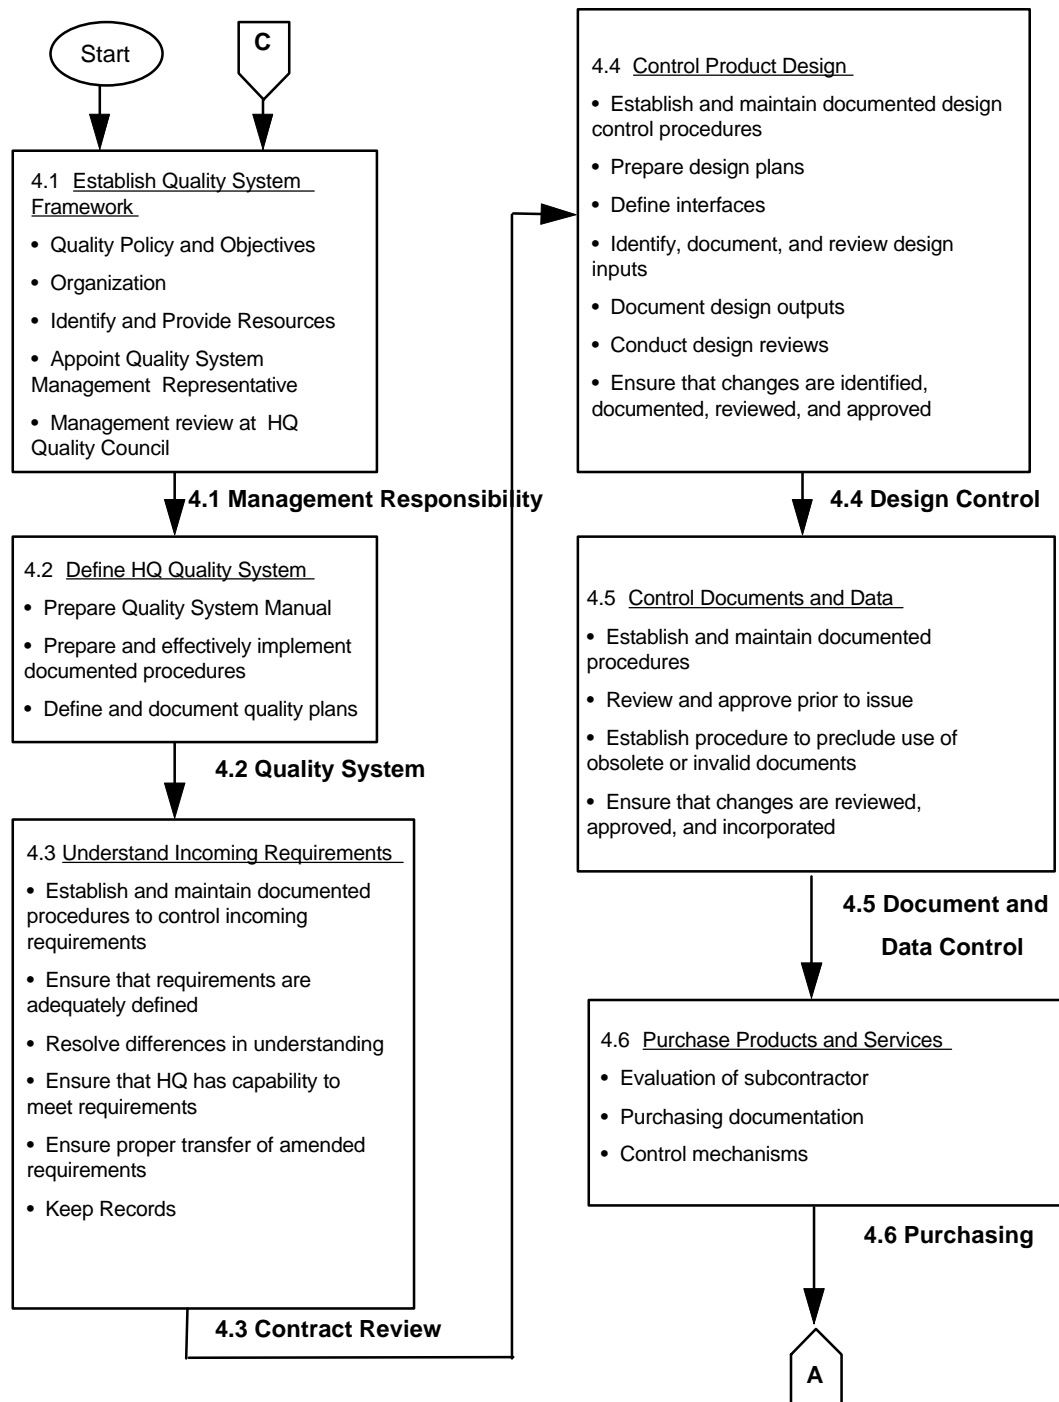 Start
C
4.1 Establish Quality System
Framework
• Quality Policy and Objectives
• Organization
• Identify and Provide Resources
• Appoint Quality System
Management Representative
• Management review at HQ
Quality Council
4.1 Management Responsibility
4.2 Define HQ Quality System
• Prepare Quality System Manual
• Prepare and effectively implement
documented procedures
• Define and document quality plans
4.2 Quality System
4.3 Understand Incoming Requirements
• Establish and maintain documented
procedures to control incoming
requirements
• Ensure that requirements are
adequately defined
• Resolve differences in understanding
• Ensure that HQ has capability to
meet requirements
• Ensure proper transfer of amended
requirements
• Keep Records
4.3 Contract Review
4.4 Control Product Design
• Establish and maintain documented design
control procedures
• Prepare design plans
• Define interfaces
• Identify, document, and review design
inputs
• Document design outputs
• Conduct design reviews
• Ensure that changes are identified,
documented, reviewed, and approved
4.4 Design Control
4.5 Control Documents and Data
• Establish and maintain documented
procedures
• Review and approve prior to issue
• Establish procedure to preclude use of
obsolete or invalid documents
• Ensure that changes are reviewed,
approved, and incorporated
4.5 Document and
Data Control
4.6 Purchase Products and Services
• Evaluation of subcontractor
• Purchasing documentation
• Control mechanisms
4.6 Purchasing
A